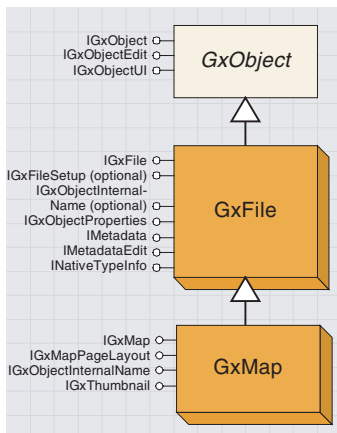 IGxObject
IGxObjectEdit
IGxObjectUI
GxObject
IGxFile
IGxFileSetup (optional)
IGxObjectInternal-
Name (optional)
IGxObjectProperties
IMetadata
IMetadataEdit
INativeTypeInfo
GxFile
IGxMap
IGxMapPageLayout
IGxObjectInternalName
IGxThumbnail
GxMap